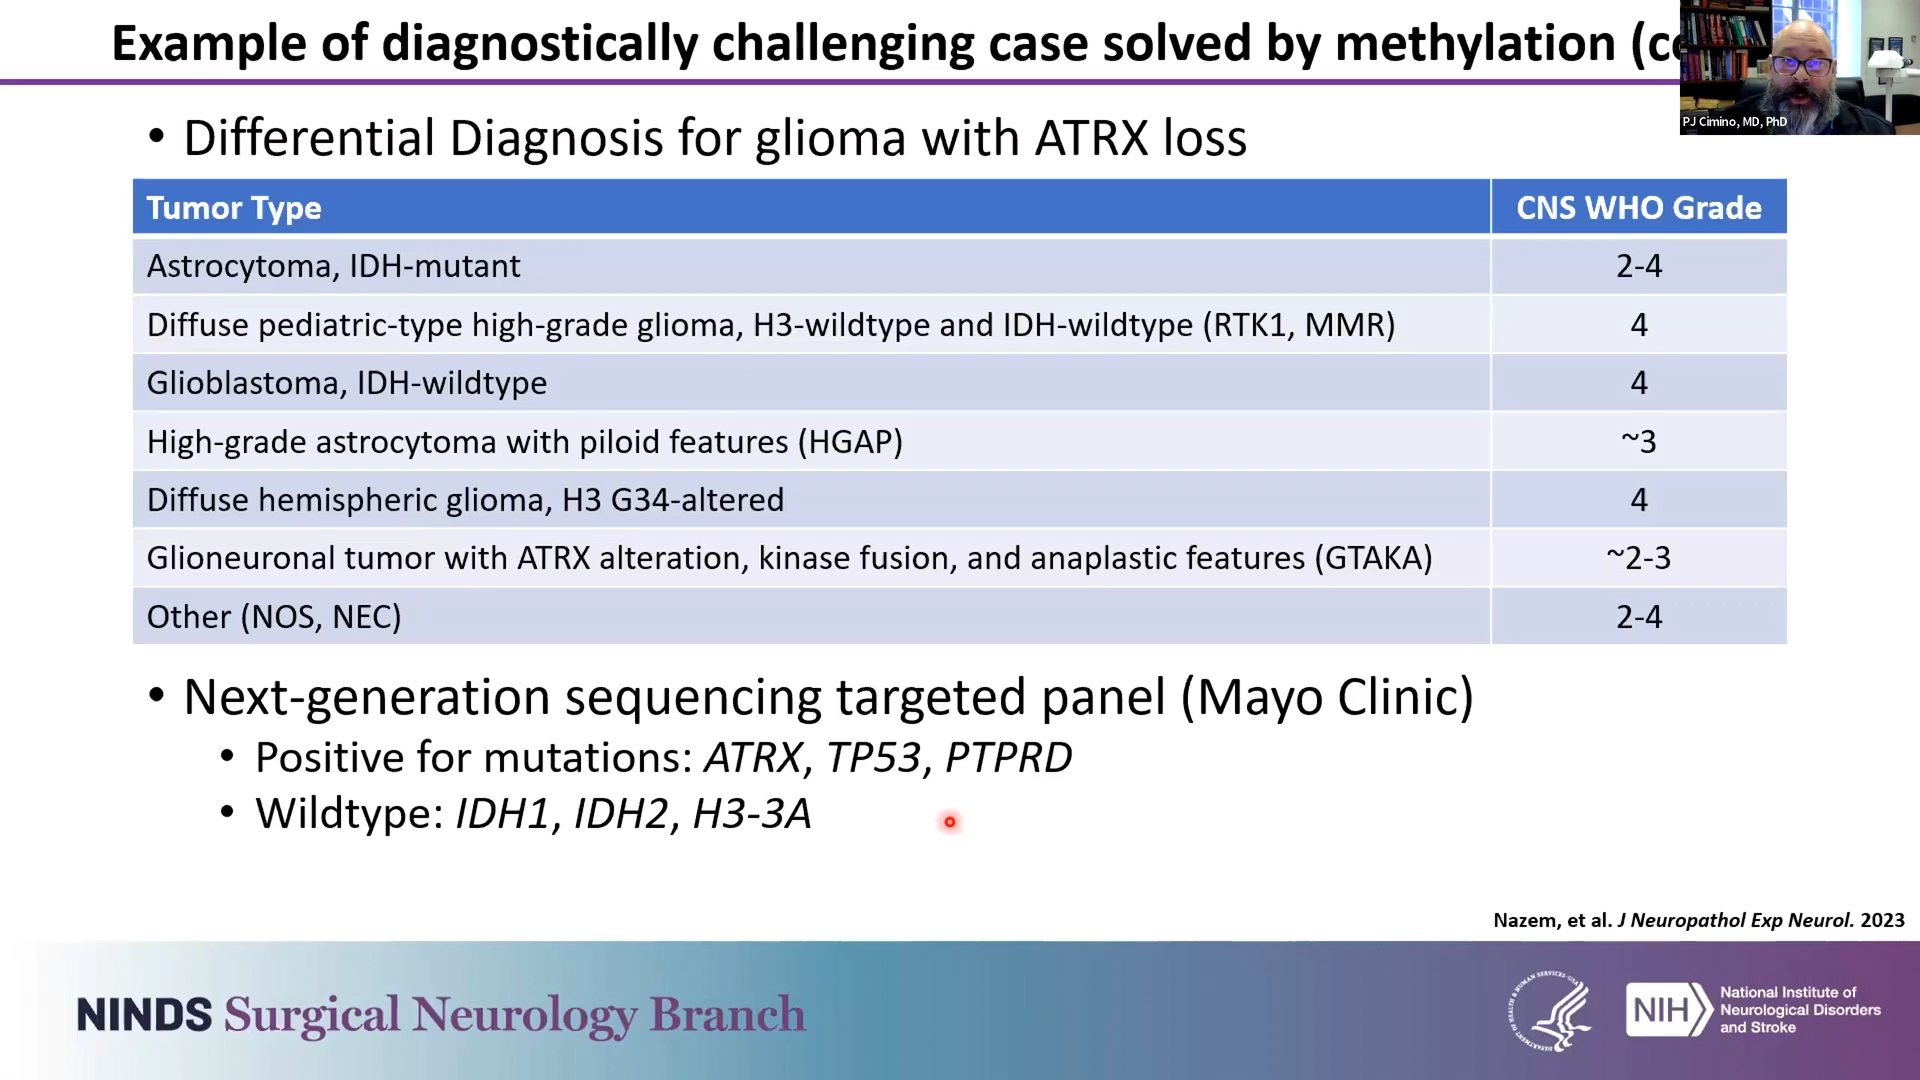 Example of diagnostically challenging case solved by methylation (co
PJ Cimino, MD, PhD
• Differential Diagnosis for glioma with ATRX loss
Tumor Type CNS WHO Grade
Astrocytoma, IDH-mutant 2-4
Diffuse pediatric-type high-grade glioma, H3-wildtype and IDH-wildtype (RTK1, MMR) 4
Glioblastoma, IDH-wildtype 4
High-grade astrocytoma with piloid features (HGAP) ~3
Diffuse hemispheric glioma, H3 G34-altered 4
Glioneuronal tumor with ATRX alteration, kinase fusion, and anaplastic features (GTAKA) ~2-3
Other (NOS, NEC) 2-4
• Next-generation sequencing targeted panel (Mayo Clinic)
• Positive for mutations: ATRX, TP53, PTPRD
• Wildtype: IDH1, IDH2, H3-3A
Nazem, et al. J Neuropathol Exp Neurol. 2023
NINDS Surgical Neurology Branch
NIH
National Institute of
Neurological Disorders
and Stroke